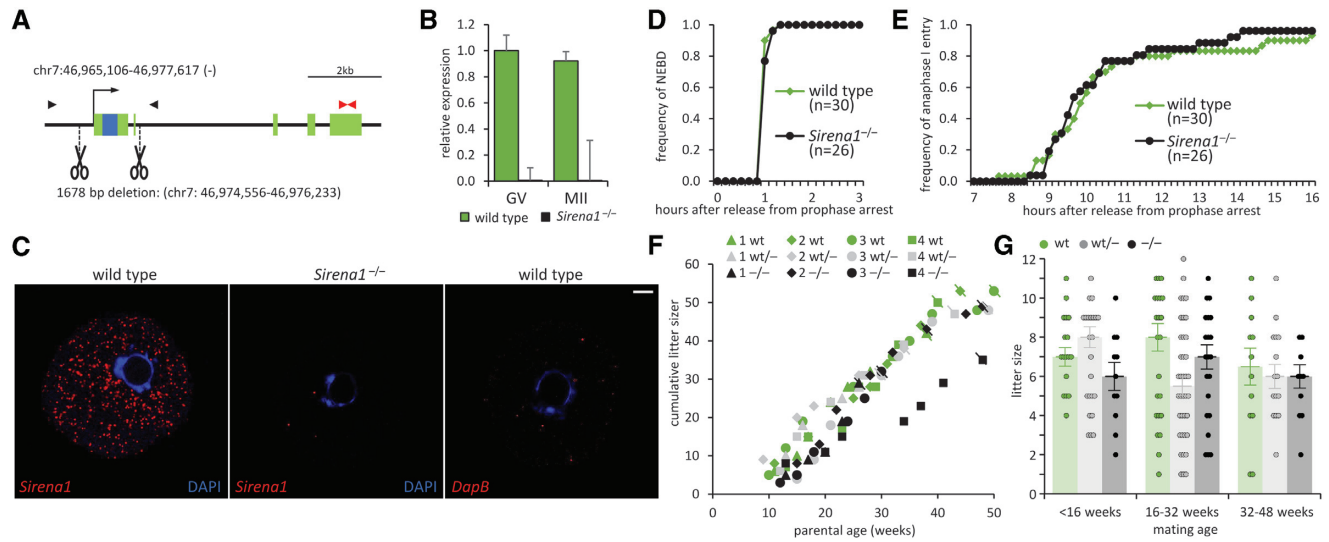 A
chr7:46,965,106-46,977,617 (-)
2kb
1678 bp deletion: (chr7: 46,974,556-46,976,233)
B
relative expression
1.2
1.0
0.8
0.6
0.4
0.2
0.0
GV MII
wild type Sirena1−/−
C
wild type Sirena1−/− wild type
Sirena1 DAPI Sirena1 DAPI DapB
D
frequency of NEBD
1.0
0.8
0.6
0.4
0.2
0.0
wild type
(n=30)
Sirena1−/−
(n=26)
0 1 2 3
hours after release from prophase arrest
E
frequency of anaphase I entry
1.0
0.8
0.6
0.4
0.2
0.0
wild type
(n=30)
Sirena1−/−
(n=26)
7 8 9 10 11 12 13 14 15 16
hours after release from prophase arrest
F
1 wt 2 wt 3 wt 4 wt
1 wt/− 2 wt/− 3 wt/− 4 wt/−
1 −/− 2 −/− 3 −/− 4 −/−
cumulative litter sizer
60
50
40
30
20
10
0
0 10 20 30 40 50
parental age (weeks)
G
wt wt/− −/−
litter size
12
11
10
9
8
7
6
5
4
3
2
1
0
<16 weeks 16-32 weeks 32-48 weeks
mating age